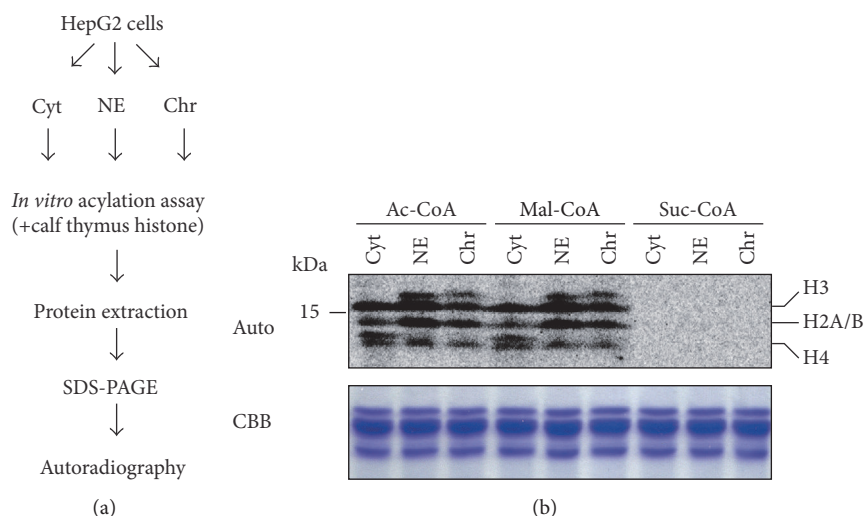 HepG2 cells
Cyt NE Chr
In vitro acylation assay
(+calf thymus histone)
Protein extraction
SDS-PAGE
Autoradiography
(a)
Ac-CoA Mal-CoA Suc-CoA
Cyt NE Chr Cyt NE Chr Cyt NE Chr
kDa
15
Auto
H3
H2A/B
H4
CBB
(b)